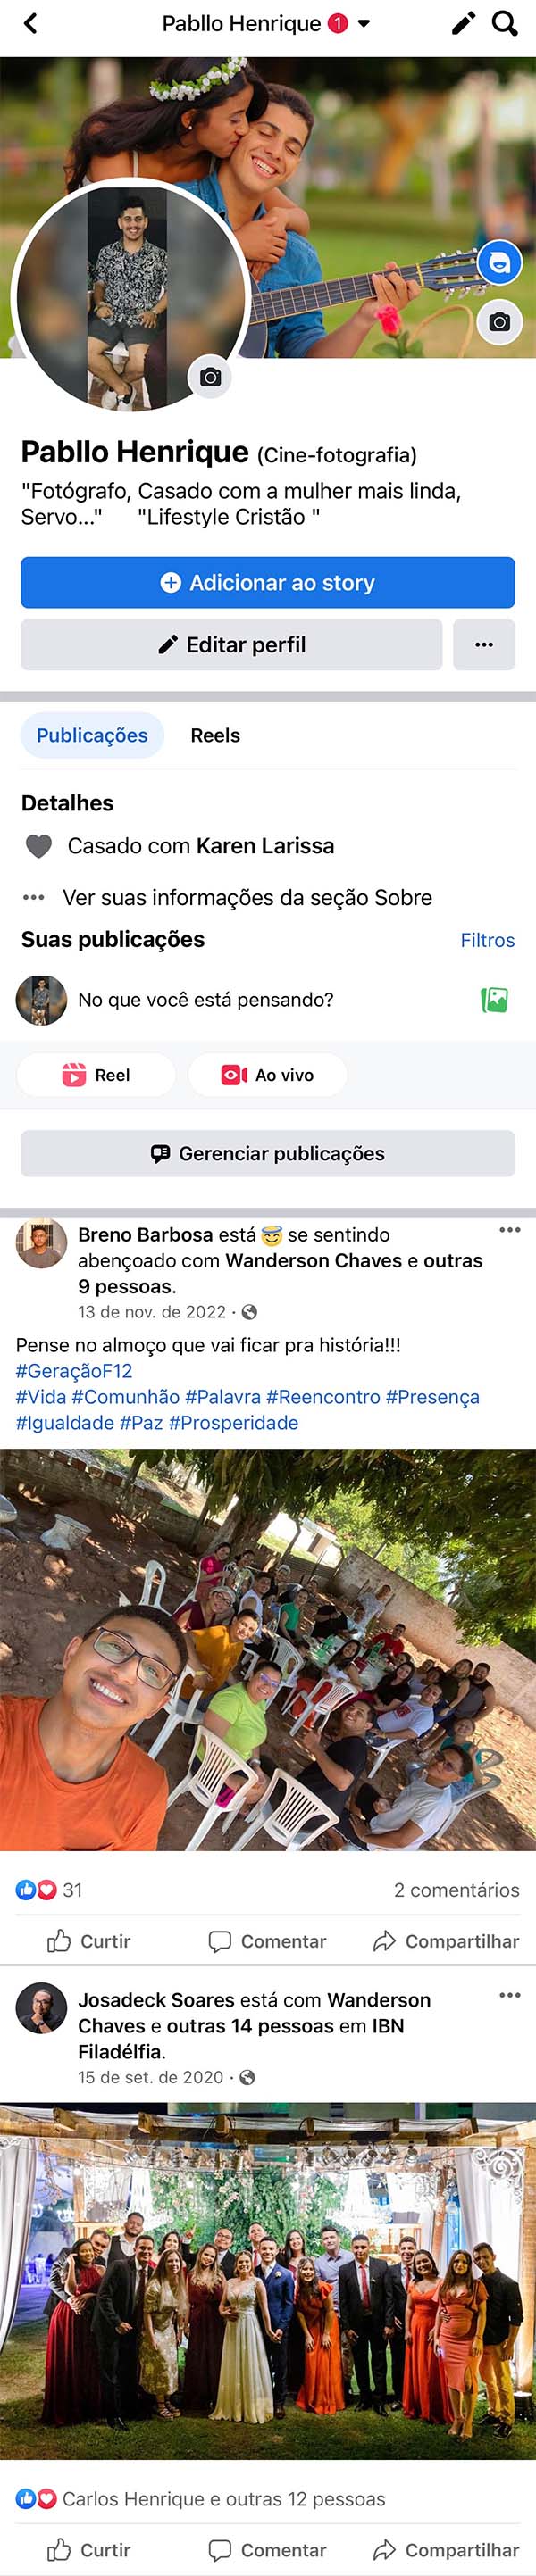 Pabllo Henrique 1
Pabllo Henrique (Cine-fotografia)
"Fotógrafo, Casado com a mulher mais linda,
Servo..." "Lifestyle Cristão "
Adicionar ao story
Editar perfil
Publicações Reels
Detalhes
Casado com Karen Larissa
Ver suas informações da seção Sobre
Suas publicações Filtros
No que você está pensando?
Reel Ao vivo
Gerenciar publicações
Breno Barbosa está 😇 se sentindo
abençoado com Wanderson Chaves e outras
9 pessoas.
13 de nov. de 2022 ·
Pense no almoço que vai ficar pra história!!!
#GeraçãoF12
#Vida #Comunhão #Palavra #Reencontro #Presença
#Igualdade #Paz #Prosperidade
31 2 comentários
Curtir Comentar Compartilhar
Josadeck Soares está com Wanderson
Chaves e outras 14 pessoas em IBN
Filadélfia.
15 de set. de 2020 ·
Carlos Henrique e outras 12 pessoas
Curtir Comentar Compartilhar